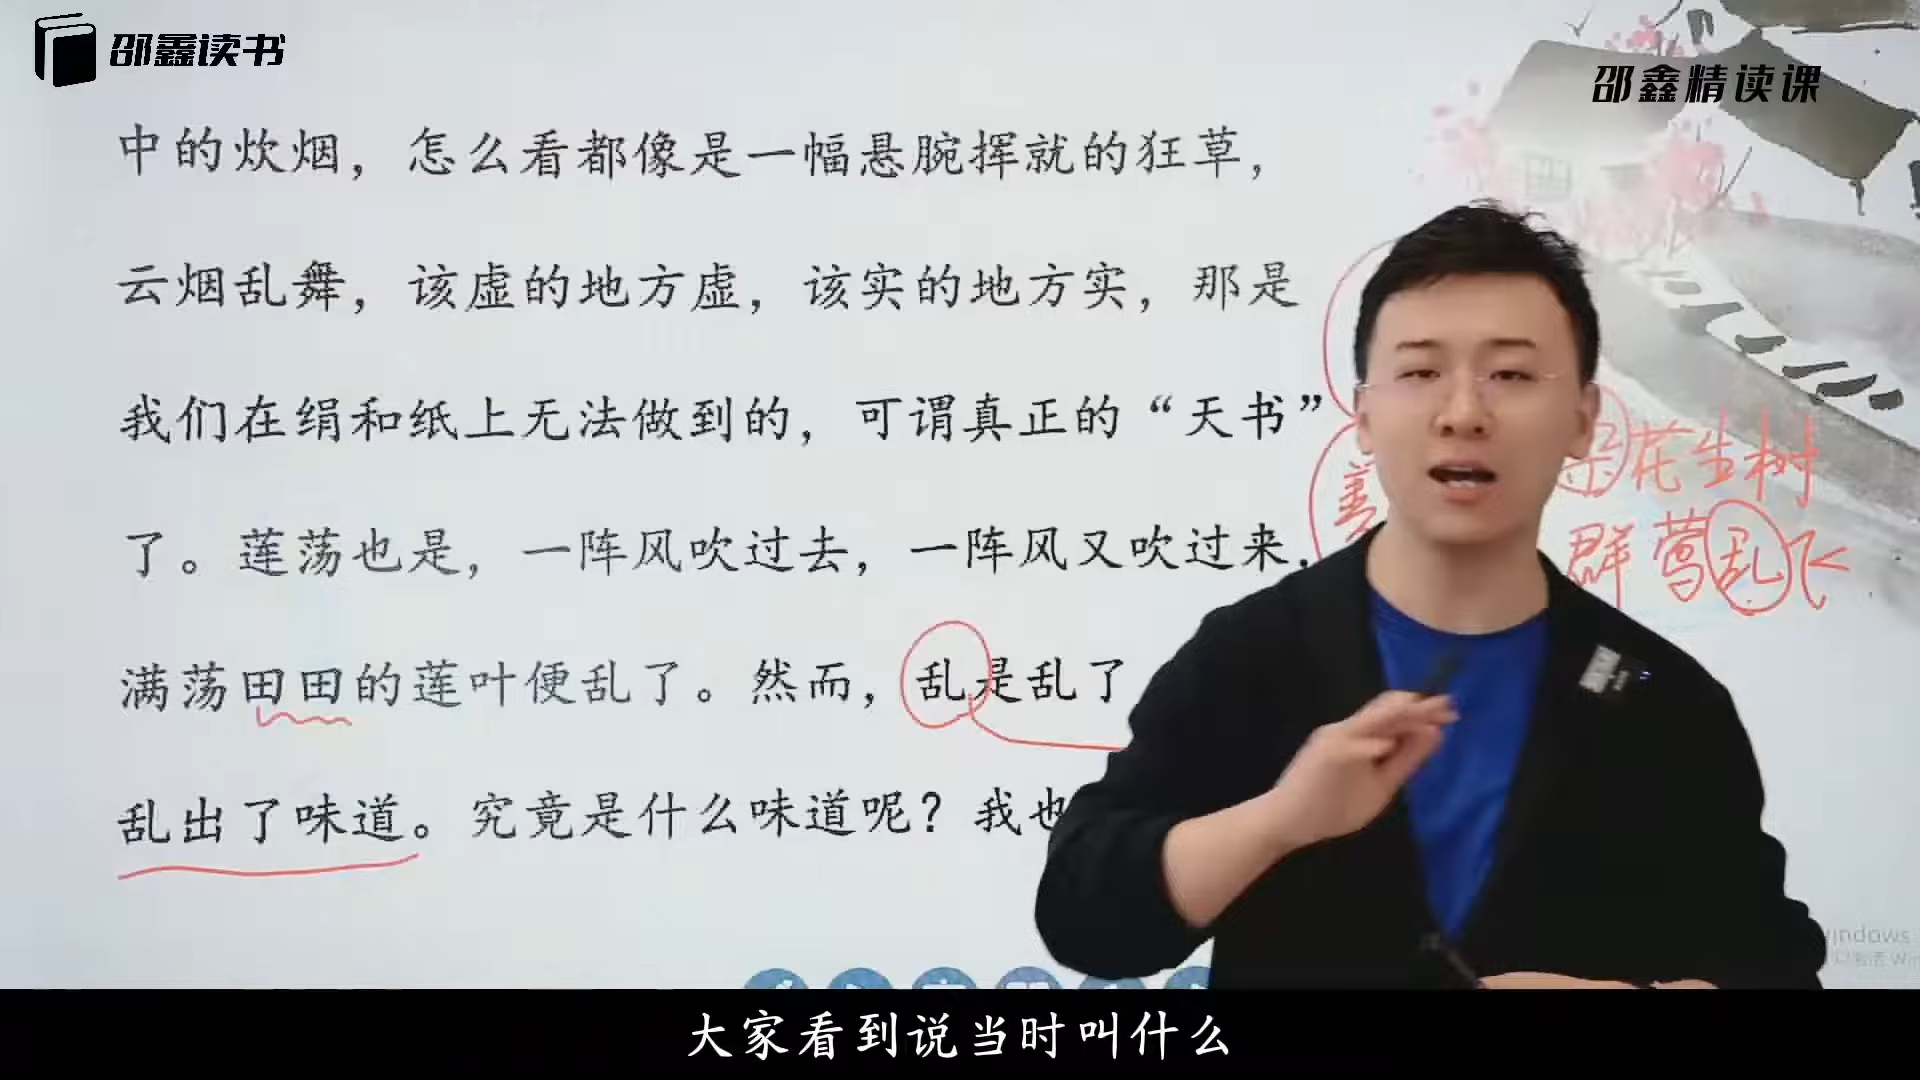 邵鑫读书
邵鑫精读课
中的炊烟，怎么看都像是一幅悬腕挥就的狂草，
云烟乱舞，该虚的地方虚，该实的地方实，那是
我们在绢和纸上无法做到的，可谓真正的“天书”
了。莲荡也是，一阵风吹过去，一阵风又吹过来.
满荡田田的莲叶便乱了。然而，乱是乱了
乱出了味道。究竟是什么味道呢？我也
花生树
群莺乱飞
大家看到说当时叫什么